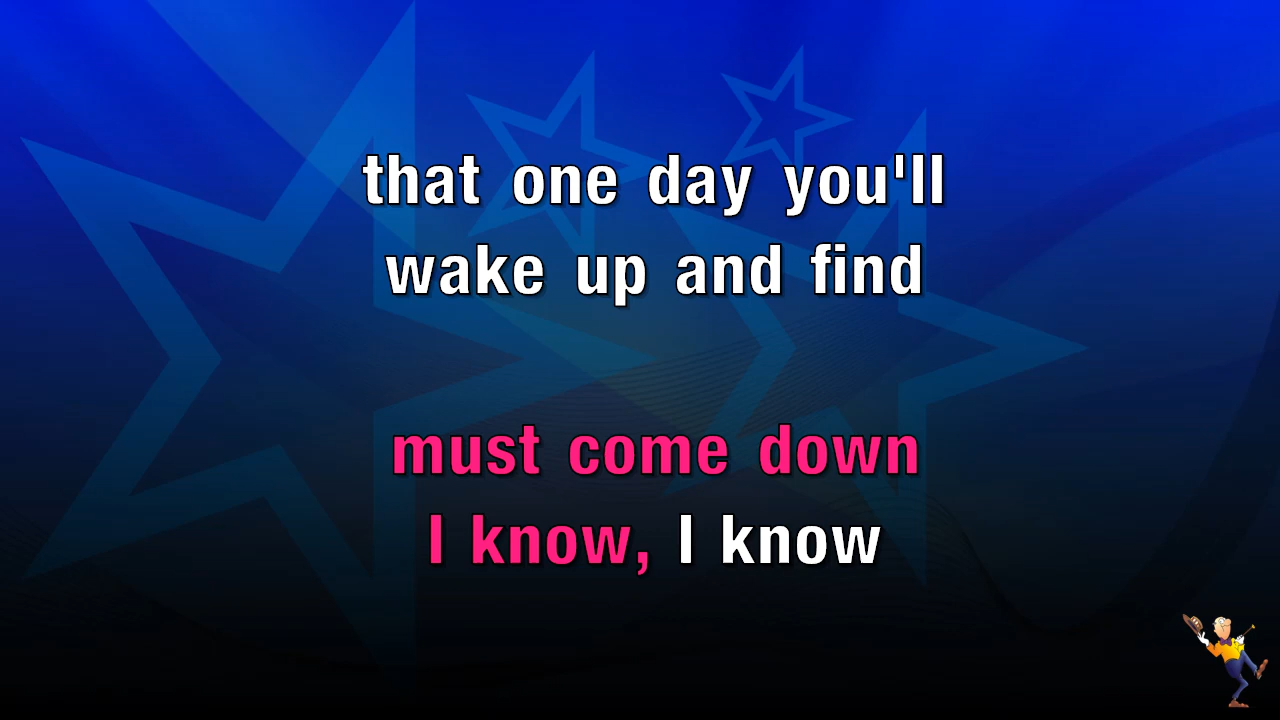 that one day you'll
wake up and find
must come down
I know, I know